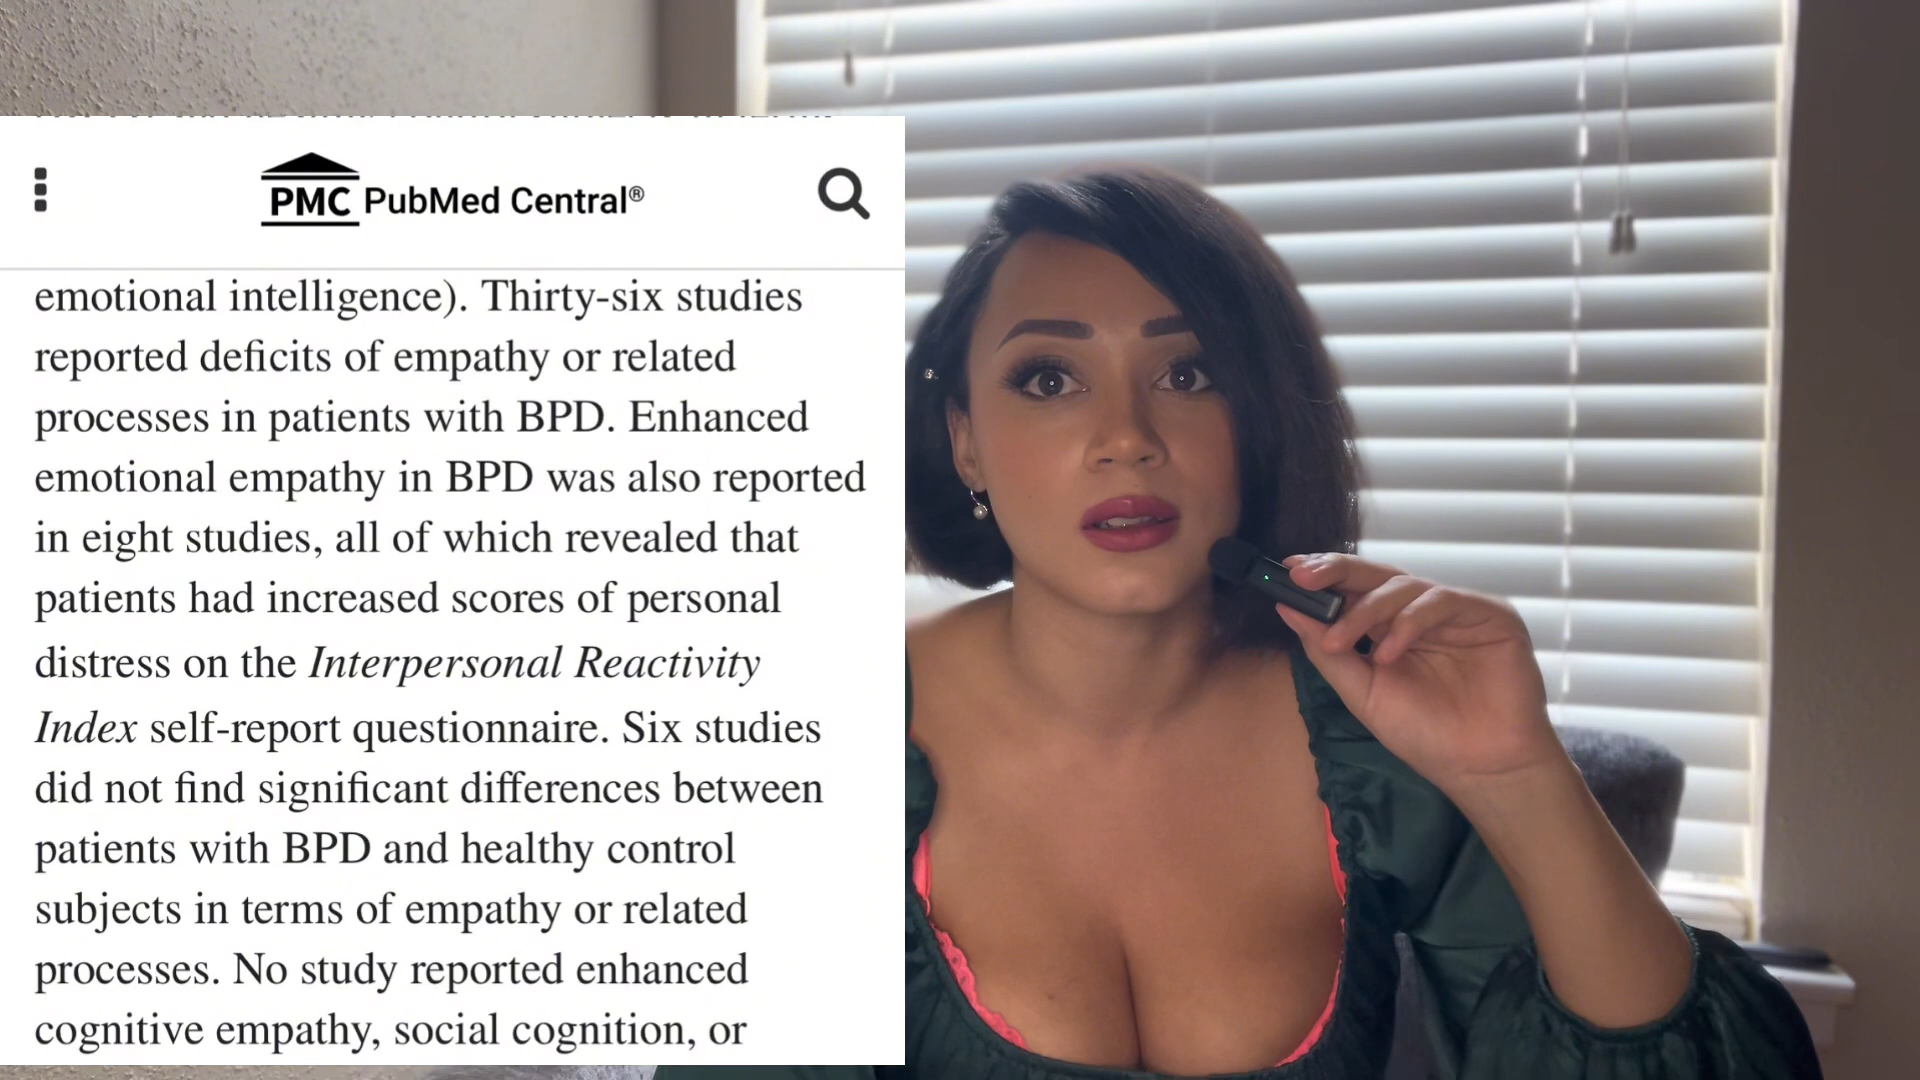 PMC PubMed Central®
emotional intelligence). Thirty-six studies
reported deficits of empathy or related
processes in patients with BPD. Enhanced
emotional empathy in BPD was also reported
in eight studies, all of which revealed that
patients had increased scores of personal
distress on the Interpersonal Reactivity
Index self-report questionnaire. Six studies
did not find significant differences between
patients with BPD and healthy control
subjects in terms of empathy or related
processes. No study reported enhanced
cognitive empathy, social cognition, or